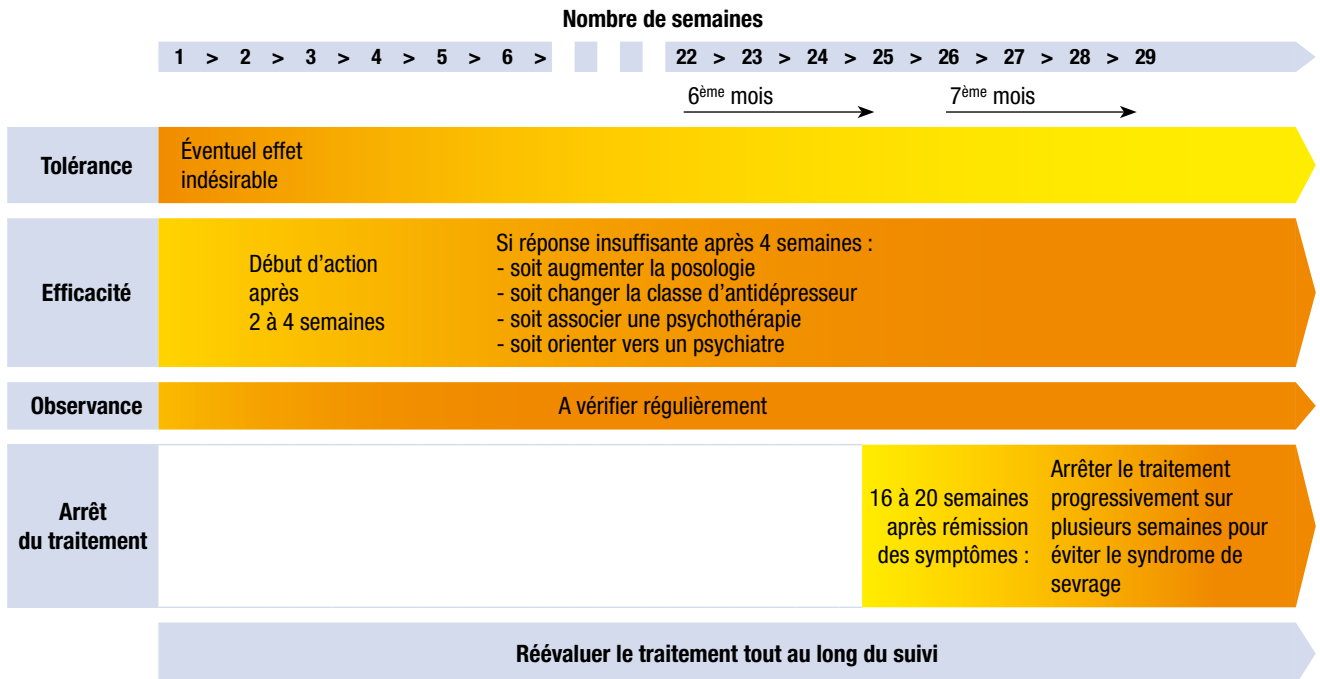 Nombre de semaines
1 > 2 > 3 > 4 > 5 > 6 > 22 > 23 > 24 > 25 > 26 > 27 > 28 > 29
6ème mois
7ème mois
Tolérance
Éventuel effet
indésirable
Efficacité
Début d’action
après
2 à 4 semaines
Si réponse insuffisante après 4 semaines :
- soit augmenter la posologie
- soit changer la classe d’antidépresseur
- soit associer une psychothérapie
- soit orienter vers un psychiatre
Observance
A vérifier régulièrement
Arrêt
du traitement
16 à 20 semaines
après rémission
des symptômes :
Arrêter le traitement
progressivement sur
plusieurs semaines pour
éviter le syndrome de
sevrage
Réévaluer le traitement tout au long du suivi